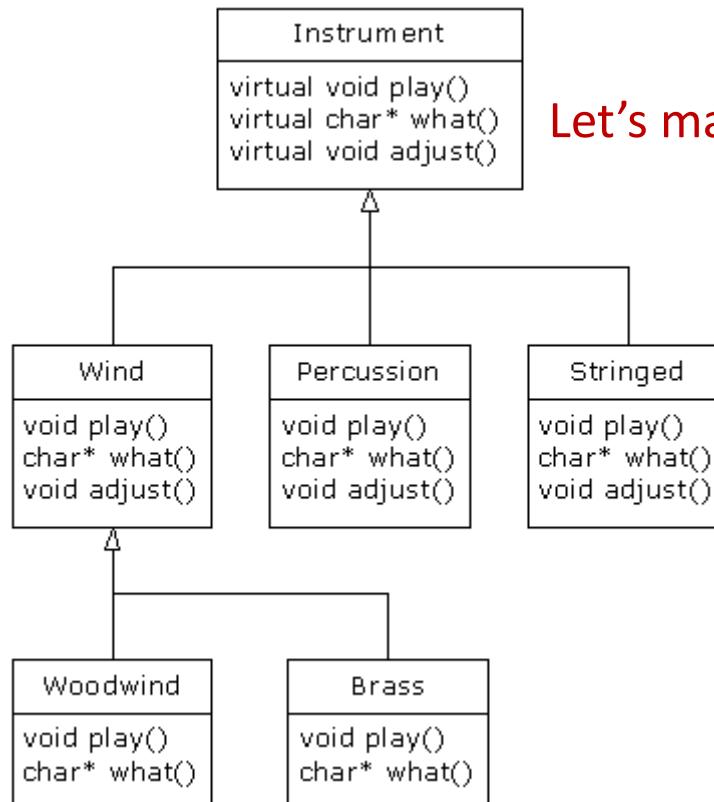 Instrument
virtual void play()
virtual char* what()
virtual void adjust()
Let's
Wind
void play()
char* what()
void adjust()
Percussion
void play()
char* what()
void adjust()
Stringed
void play()
char* what()
void adjust()
Woodwind
void play()
char* what()
Brass
void play()
char* what()